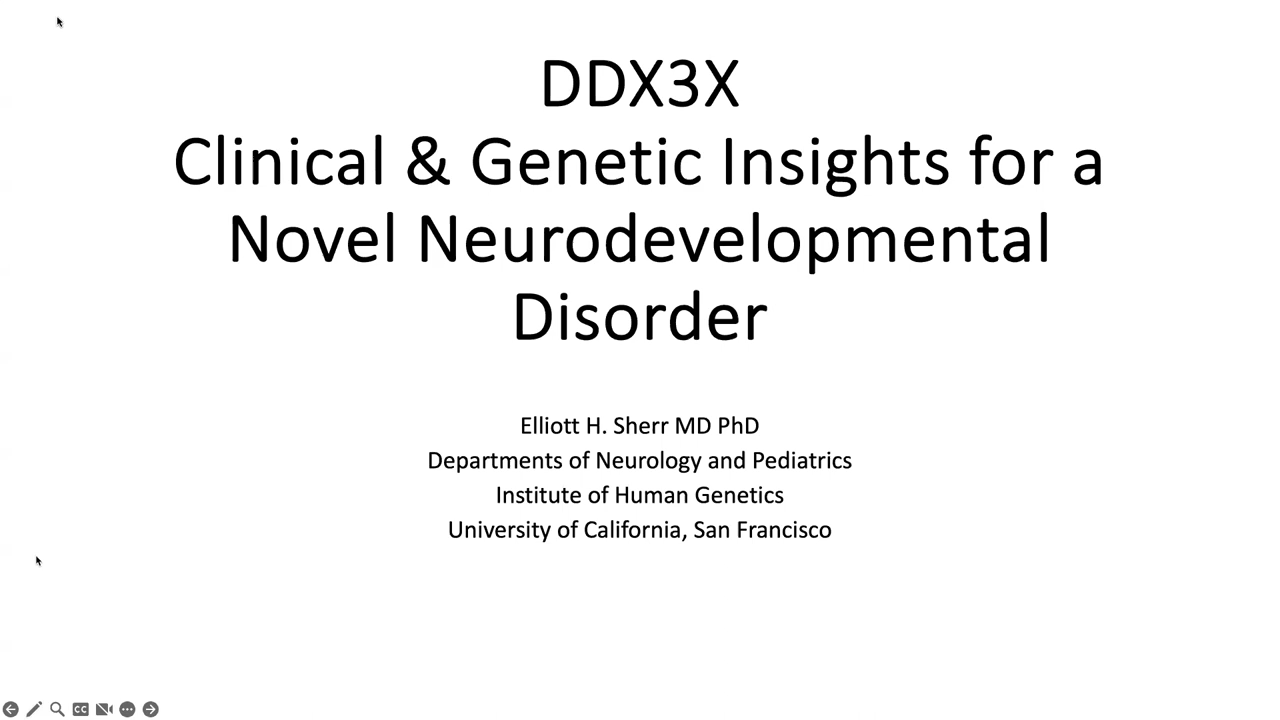 DDX3X
Clinical & Genetic Insights for a
Novel Neurodevelopmental
Disorder
Elliott H. Sherr MD PhD
Departments of Neurology and Pediatrics
Institute of Human Genetics
University of California, San Francisco
CC